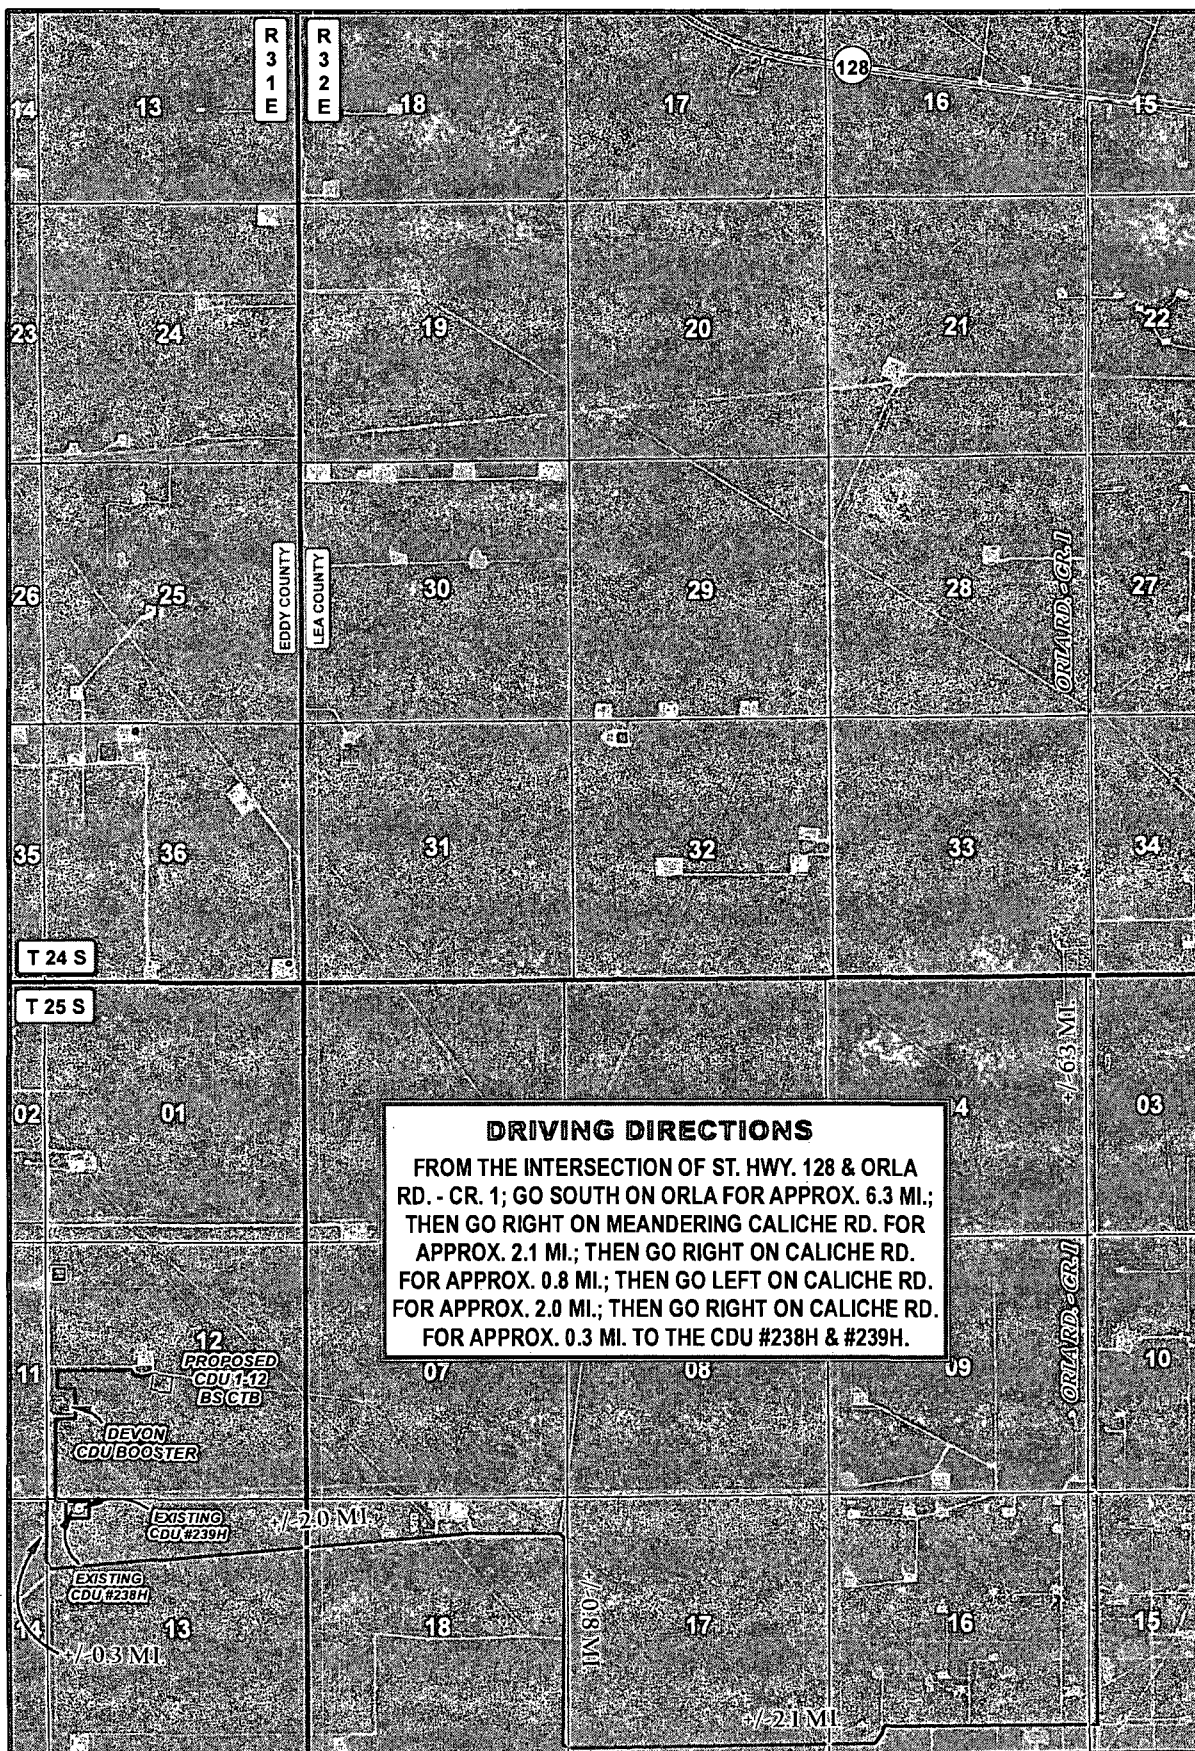 R
3
1
E
R
3
2
E
128
14
13
18
17
16
15
23
24
19
20
21
22
EDDY COUNTY
LEA COUNTY
26
25
30
29
28
ORLA RD. - CR. 1
27
35
36
31
32
33
34
T 24 S
T 25 S
02
01
4
+/- 6.3 MI.
03
DRIVING DIRECTIONS
FROM THE INTERSECTION OF ST. HWY. 128 & ORLA
RD. - CR. 1; GO SOUTH ON ORLA FOR APPROX. 6.3 MI.;
THEN GO RIGHT ON MEANDERING CALICHE RD. FOR
APPROX. 2.1 MI.; THEN GO RIGHT ON CALICHE RD.
FOR APPROX. 0.8 MI.; THEN GO LEFT ON CALICHE RD.
FOR APPROX. 2.0 MI.; THEN GO RIGHT ON CALICHE RD.
FOR APPROX. 0.3 MI. TO THE CDU #238H & #239H.
11
12
PROPOSED
CDU 1-12
BS CTB
07
08
09
ORLA RD. - CR. 1
10
DEVON
CDU BOOSTER
EXISTING
CDU #239H
+/- 2.0 MI.
EXISTING
CDU #238H
14
13
18
+/- 0.8 MI.
17
16
15
+/- 0.3 MI.
+/- 2.1 MI.